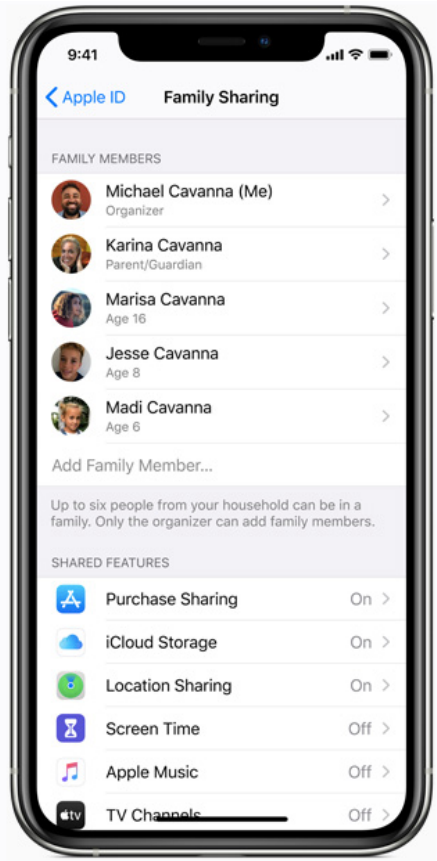 9:41
Apple ID Family Sharing
FAMILY MEMBERS
Michael Cavanna (Me)
Organizer
Karina Cavanna
Parent/Guardian
Marisa Cavanna
Age 16
Jesse Cavanna
Age 8
Madi Cavanna
Age 6
Add Family Member...
Up to six people from your household can be in a
family. Only the organizer can add family members.
SHARED FEATURES
Purchase Sharing On
iCloud Storage On
Location Sharing On
Screen Time Off
Apple Music Off
tv TV Channels Off